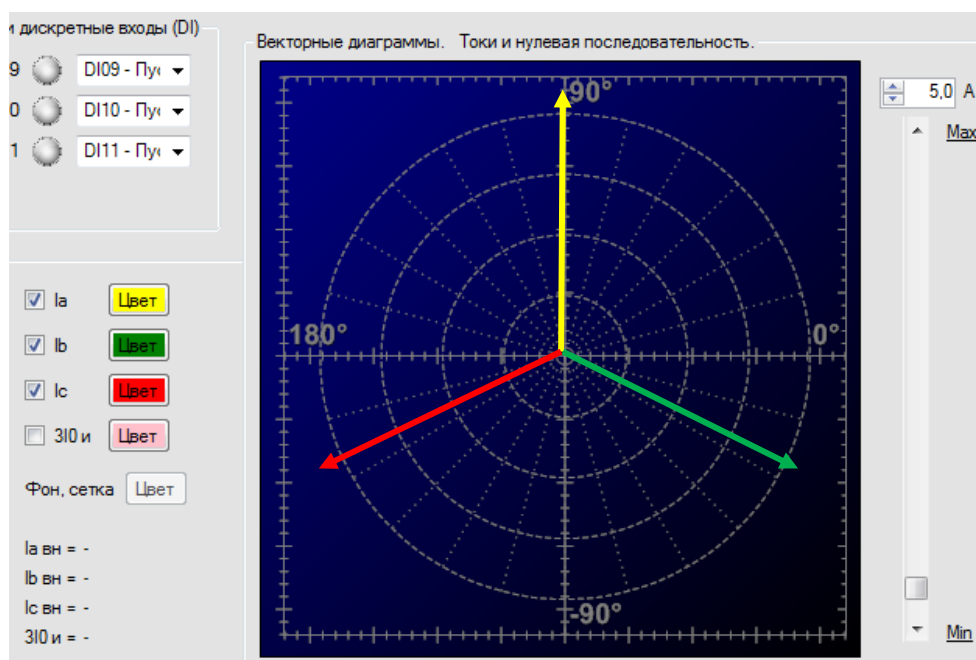 и дискретные входы (DI)
9 DI09 - Пу
0 DI10 - Пу
1 DI11 - Пу
Векторные диаграммы. Токи и нулевая последовательность.
90°
180°
0°
-90°
5,0 А
Max
Min
Ia Цвет
Ib Цвет
Ic Цвет
3I0 и Цвет
Фон, сетка Цвет
Ia вн = -
Ib вн = -
Ic вн = -
3I0 и = -